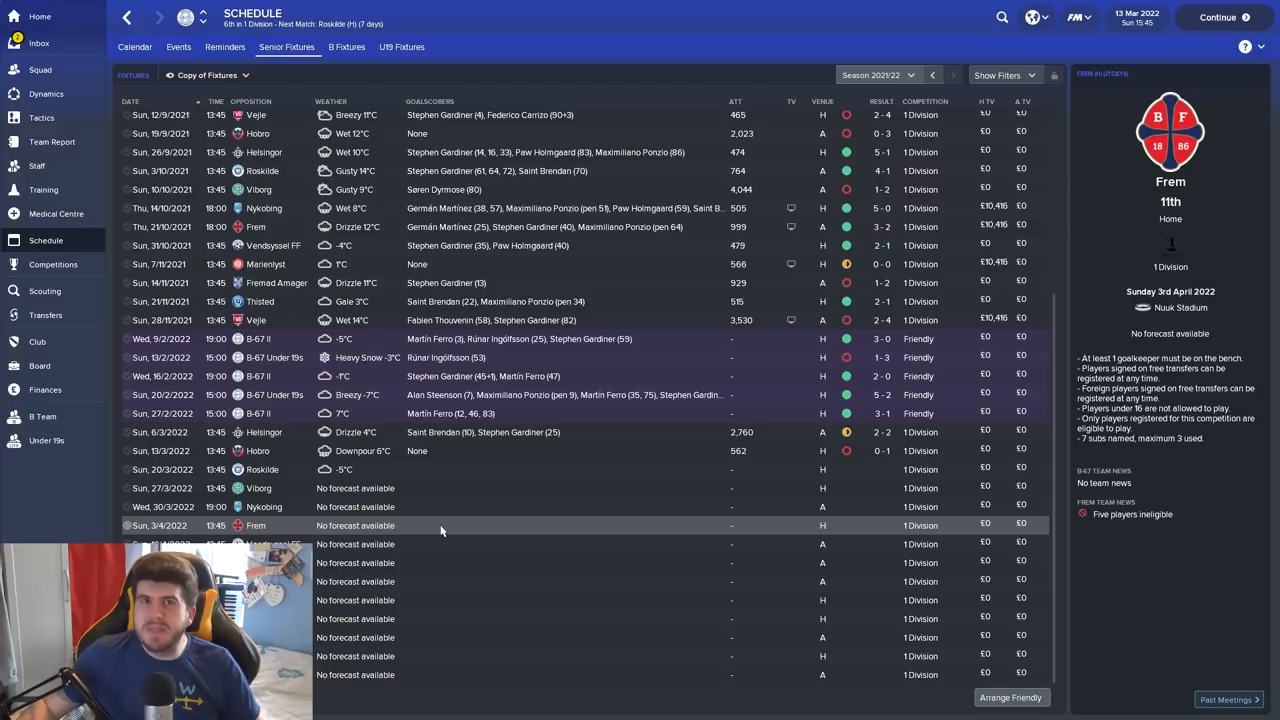 Home
SCHEDULE
6th in 1 Division - Next Match: Roskilde (H) (7 days)
FM
13 Mar 2022
Sun 15:45
Continue
2
Inbox
Squad
Dynamics
Tactics
Team Report
Staff
Training
Medical Centre
Schedule
Competitions
Scouting
Transfers
Club
Board
Finances
B Team
Under 19s
Calendar Events Reminders Senior Fixtures B Fixtures U19 Fixtures
?
FIXTURES Copy of Fixtures Season 2021/22 Show Filters
DATE TIME OPPOSITION WEATHER GOALSCORERS ATT TV VENUE RESULT COMPETITION H TV A TV
Sun, 12/9/2021 13:45 Vejle Breezy 11°C Stephen Gardiner (4), Federico Carrizo (90+3) 465 H 2 - 4 1 Division £0 £0
Sun, 19/9/2021 13:45 Hobro Wet 12°C None 2,023 A 0 - 3 1 Division £0 £0
Sun, 26/9/2021 13:45 Helsingor Wet 10°C Stephen Gardiner (14, 16, 33), Paw Holmgaard (83), Maximiliano Ponzio (86) 474 H 5 - 1 1 Division £0 £0
Sun, 3/10/2021 13:45 Roskilde Gusty 14°C Stephen Gardiner (61, 64, 72), Saint Brendan (70) 764 A 4 - 1 1 Division £0 £0
Sun, 10/10/2021 13:45 Viborg Gusty 9°C Søren Dyrmose (80) 4,044 A 1 - 2 1 Division £0 £0
Thu, 14/10/2021 18:00 Nykobing Wet 8°C Germán Martínez (38, 57), Maximiliano Ponzio (pen 51), Paw Holmgaard (59), Saint B... 505 H 5 - 0 1 Division £10,416 £0
Thu, 21/10/2021 18:00 Frem Drizzle 12°C Germán Martínez (25), Stephen Gardiner (40), Maximiliano Ponzio (pen 64) 999 A 3 - 2 1 Division £10,416 £0
Sun, 31/10/2021 13:45 Vendsyssel FF -4°C Stephen Gardiner (35), Paw Holmgaard (40) 479 H 2 - 1 1 Division £0 £0
Sun, 7/11/2021 13:45 Marienlyst 1°C None 566 H 0 - 0 1 Division £10,416 £0
Sun, 14/11/2021 13:45 Fremad Amager Drizzle 11°C Stephen Gardiner (13) 929 A 1 - 2 1 Division £0 £0
Sun, 21/11/2021 13:45 Thisted Gale 3°C Saint Brendan (22), Maximiliano Ponzio (pen 34) 515 H 2 - 1 1 Division £0 £0
Sun, 28/11/2021 13:45 Vejle Wet 14°C Fabien Thouvenin (58), Stephen Gardiner (82) 3,530 A 2 - 4 1 Division £10,416 £0
Wed, 9/2/2022 19:00 B-67 II -5°C Martín Ferro (3), Rúnar Ingólfsson (25), Stephen Gardiner (59) - H 3 - 0 Friendly £0 £0
Sun, 13/2/2022 15:00 B-67 Under 19s Heavy Snow -3°C Rúnar Ingólfsson (53) - H 1 - 3 Friendly £0 £0
Wed, 16/2/2022 19:00 B-67 II -1°C Stephen Gardiner (45+1), Martín Ferro (47) - H 2 - 0 Friendly £0 £0
Sun, 20/2/2022 15:00 B-67 Under 19s Breezy -7°C Alan Steenson (7), Maximiliano Ponzio (pen 9), Martín Ferro (35, 75), Stephen Gardin... - H 5 - 2 Friendly £0 £0
Sun, 27/2/2022 15:00 B-67 II 7°C Martín Ferro (12, 46, 83) - H 3 - 1 Friendly £0 £0
Sun, 6/3/2022 13:45 Helsingor Drizzle 4°C Saint Brendan (10), Stephen Gardiner (25) 2,760 A 2 - 2 1 Division £0 £0
Sun, 13/3/2022 13:45 Hobro Downpour 6°C None 562 H 0 - 1 1 Division £0 £0
Sun, 20/3/2022 13:45 Roskilde -5°C - H 1 Division £0 £0
Sun, 27/3/2022 13:45 Viborg No forecast available - H 1 Division £0 £0
Wed, 30/3/2022 19:00 Nykobing No forecast available - A 1 Division £0 £0
Sun, 3/4/2022 13:45 Frem No forecast available - H 1 Division £0 £0
No forecast available - A 1 Division £0 £0
No forecast available - A 1 Division £0 £0
No forecast available - A 1 Division £0 £0
No forecast available - H 1 Division £0 £0
No forecast available - H 1 Division £0 £0
No forecast available - A 1 Division £0 £0
No forecast available - H 1 Division £0 £0
No forecast available - A 1 Division £0 £0
Arrange Friendly
FREM (H) (21 DAYS)
B F
18 86
Frem
11th
Home
1 Division
Sunday 3rd April 2022
Nuuk Stadium
No forecast available
- At least 1 goalkeeper must be on the bench.
- Players signed on free transfers can be
registered at any time.
- Foreign players signed on free transfers can be
registered at any time.
- Players under 16 are not allowed to play.
- Only players registered for this competition are
eligible to play.
- 7 subs named, maximum 3 used.
B-67 TEAM NEWS
No team news
FREM TEAM NEWS
Five players ineligible
Past Meetings